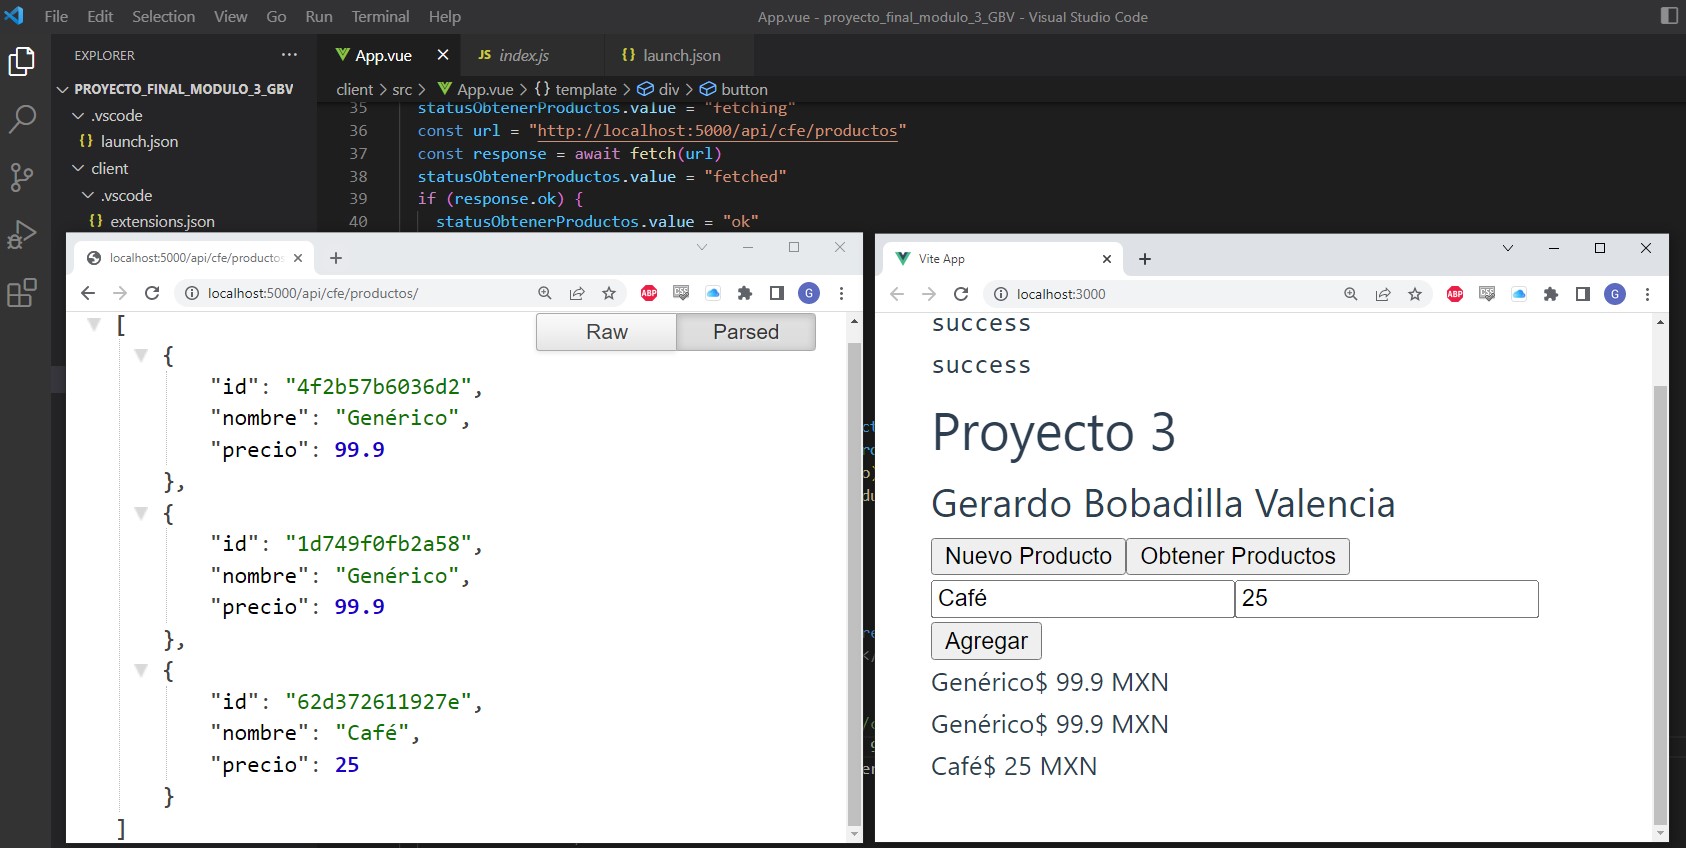 File Edit Selection View Go Run Terminal Help
App.vue - proyecto_final_modulo_3_GBV - Visual Studio Code
EXPLORER
PROYECTO_FINAL_MODULO_3_GBV
.vscode
{} launch.json
client
.vscode
{} extensions.json
App.vue
JS index.js
{} launch.json
client > src > App.vue > {} template > div > button
35 statusObtenerProductos.value = "fetching"
36 const url = "http://localhost:5000/api/cfe/productos"
37 const response = await fetch(url)
38 statusObtenerProductos.value = "fetched"
39 if (response.ok) {
40 statusObtenerProductos.value = "ok"
localhost:5000/api/cfe/productos
localhost:5000/api/cfe/productos/
ABP
CSS
G
Raw Parsed
[
{
"id": "4f2b57b6036d2",
"nombre": "Genérico",
"precio": 99.9
},
{
"id": "1d749f0fb2a58",
"nombre": "Genérico",
"precio": 99.9
},
{
"id": "62d372611927e",
"nombre": "Café",
"precio": 25
}
]
Vite App
localhost:3000
ABP
CSS
G
success
success
Proyecto 3
Gerardo Bobadilla Valencia
Nuevo Producto Obtener Productos
Café 25
Agregar
Genérico$ 99.9 MXN
Genérico$ 99.9 MXN
Café$ 25 MXN